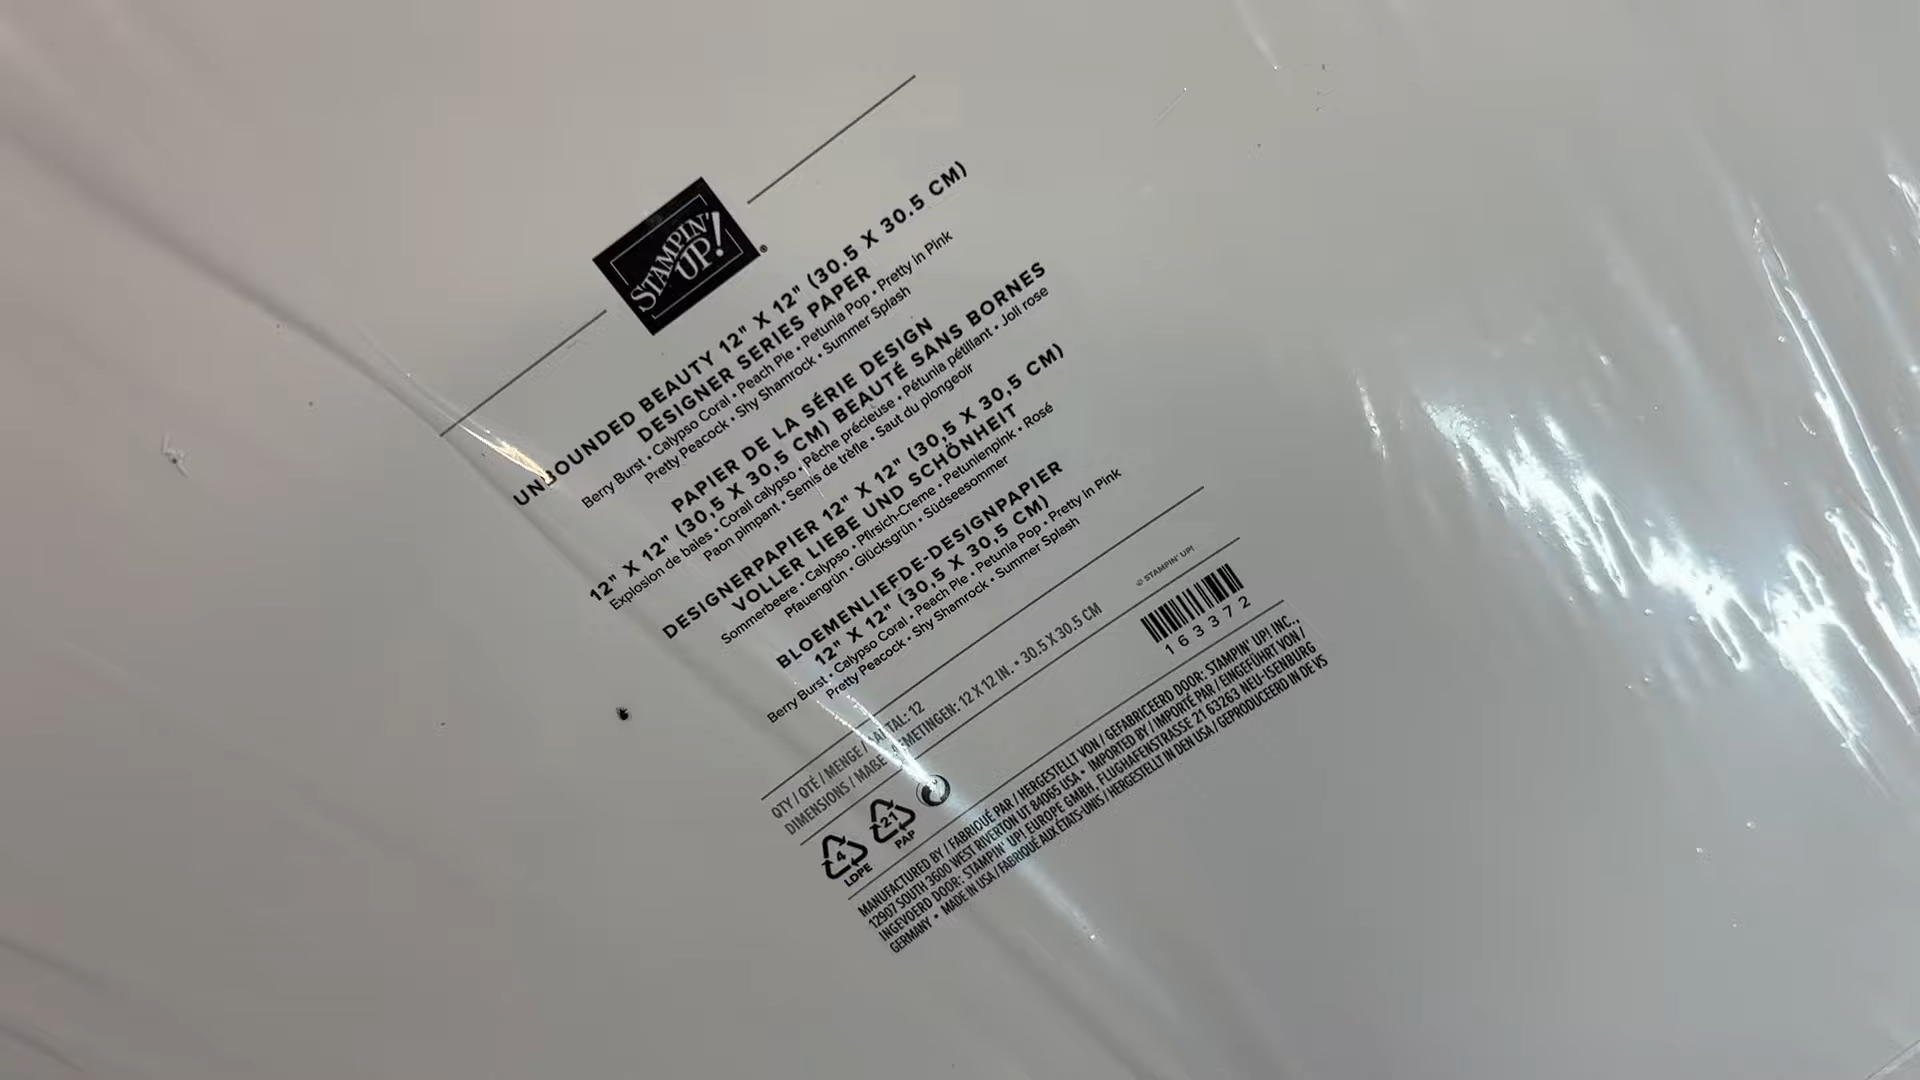 STAMPIN'
UP!®
UNBOUNDED BEAUTY 12" X 12" (30.5 X 30.5 CM)
DESIGNER SERIES PAPER
Berry Burst • Calypso Coral • Peach Pie • Petunia Pop • Pretty in Pink
Pretty Peacock • Shy Shamrock • Summer Splash
PAPIER DE LA SÉRIE DESIGN
12" X 12" (30,5 X 30,5 CM) BEAUTÉ SANS BORNES
Explosion de baies • Corail calypso • Pêche précieuse • Pétunia pétillant • Joli rose
Paon pimpant • Semis de trèfle • Saut du plongeoir
DESIGNERPAPIER 12" X 12" (30,5 X 30,5 CM)
VOLLER LIEBE UND SCHÖNHEIT
Sommerbeere • Calypso • Pfirsich-Creme • Petunienpink • Rosé
Pfauengrün • Glücksgrün • Südseesommer
BLOEMENLIEFDE-DESIGNPAPIER
12" X 12" (30,5 X 30,5 CM)
Berry Burst • Calypso Coral • Peach Pie • Petunia Pop • Pretty in Pink
Pretty Peacock • Shy Shamrock • Summer Splash
© STAMPIN' UP!
QTY / QTÉ / MENGE / AANTAL: 12
DIMENSIONS / MAßE / AFMETINGEN: 12 X 12 IN. • 30.5 X 30.5 CM
163372
4
LDPE
21
PAP
MANUFACTURED BY / FABRIQUÉ PAR / HERGESTELLT VON / GEFABRICEERD DOOR: STAMPIN' UP! INC.,
12907 SOUTH 3600 WEST RIVERTON UT 84065 USA • IMPORTED BY / IMPORTÉ PAR / EINGEFÜHRT VON /
INGEVOERD DOOR: STAMPIN' UP! EUROPE GMBH, FLUGHAFENSTRASSE 21 63263 NEU-ISENBURG
GERMANY • MADE IN USA / FABRIQUÉ AUX ÉTATS-UNIS / HERGESTELLT IN DEN USA / GEPRODUCEERD IN DE VS